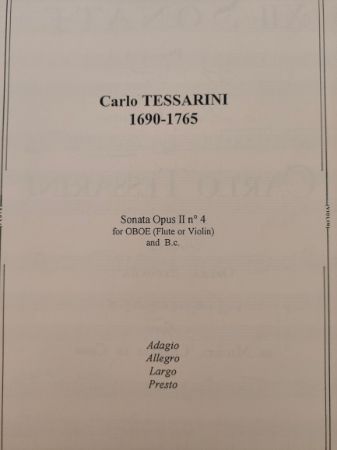 Carlo TESSARINI
1690-1765
Sonata Opus II n° 4
for OBOE (Flute or Violin)
and B.c.
Adagio
Allegro
Largo
Presto